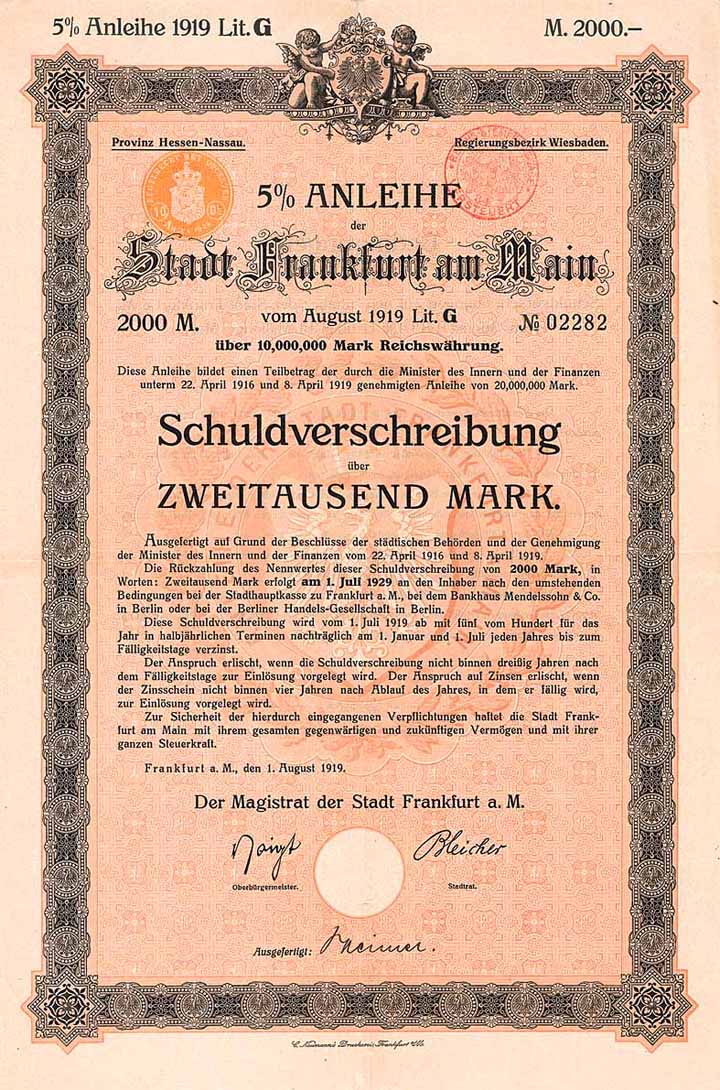 5% Anleihe 1919 Lit. G M. 2000.–
Provinz Hessen-Nassau. Regierungsbezirk Wiesbaden.
5% ANLEIHE
der
Stadt Frankfurt am Main
2000 M. vom August 1919 Lit. G № 02282
über 10,000,000 Mark Reichswährung.
Diese Anleihe bildet einen Teilbetrag der durch die Minister des Innern und der Finanzen
unterm 22. April 1916 und 8. April 1919 genehmigten Anleihe von 20,000,000 Mark.
Schuldverschreibung
über
ZWEITAUSEND MARK.
Ausgefertigt auf Grund der Beschlüsse der städtischen Behörden und der Genehmigung
der Minister des Innern und der Finanzen vom 22. April 1916 und 8. April 1919.
Die Rückzahlung des Nennwertes dieser Schuldverschreibung von 2000 Mark, in
Worten: Zweitausend Mark erfolgt am 1. Juli 1929 an den Inhaber nach den umstehenden
Bedingungen bei der Stadthauptkasse zu Frankfurt a. M., bei dem Bankhaus Mendelssohn & Co.
in Berlin oder bei der Berliner Handels-Gesellschaft in Berlin.
Diese Schuldverschreibung wird vom 1. Juli 1919 ab mit fünf vom Hundert für das
Jahr in halbjährlichen Terminen nachträglich am 1. Januar und 1. Juli jeden Jahres bis zum
Fälligkeitstage verzinst.
Der Anspruch erlischt, wenn die Schuldverschreibung nicht binnen dreißig Jahren nach
dem Fälligkeitstage zur Einlösung vorgelegt wird. Der Anspruch auf Zinsen erlischt, wenn
der Zinsschein nicht binnen vier Jahren nach Ablauf des Jahres, in dem er fällig wird,
zur Einlösung vorgelegt wird.
Zur Sicherheit der hierdurch eingegangenen Verpflichtungen haftet die Stadt Frank-
furt am Main mit ihrem gesamten gegenwärtigen und zukünftigen Vermögen und mit ihrer
ganzen Steuerkraft.
Frankfurt a. M., den 1. August 1919.
Der Magistrat der Stadt Frankfurt a. M.
Voigt Bleicher
Oberbürgermeister. Stadtrat.
Ausgefertigt:
C. Naumann's Druckerei, Frankfurt a/M.